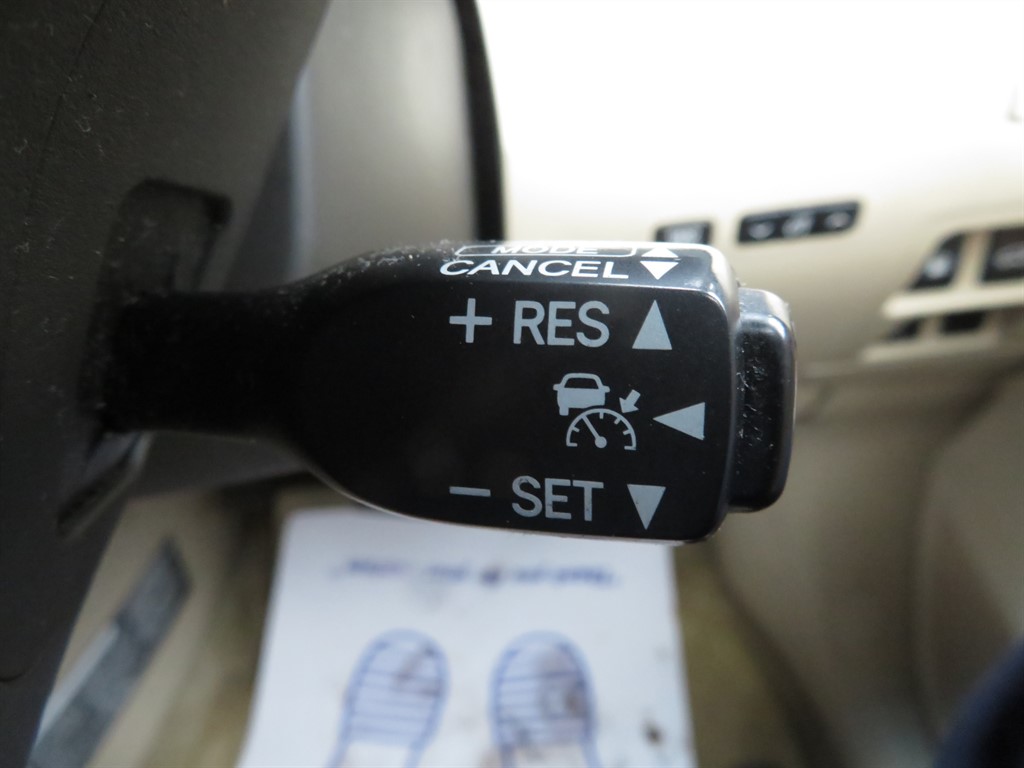 MODE
CANCEL
+ RES
- SET